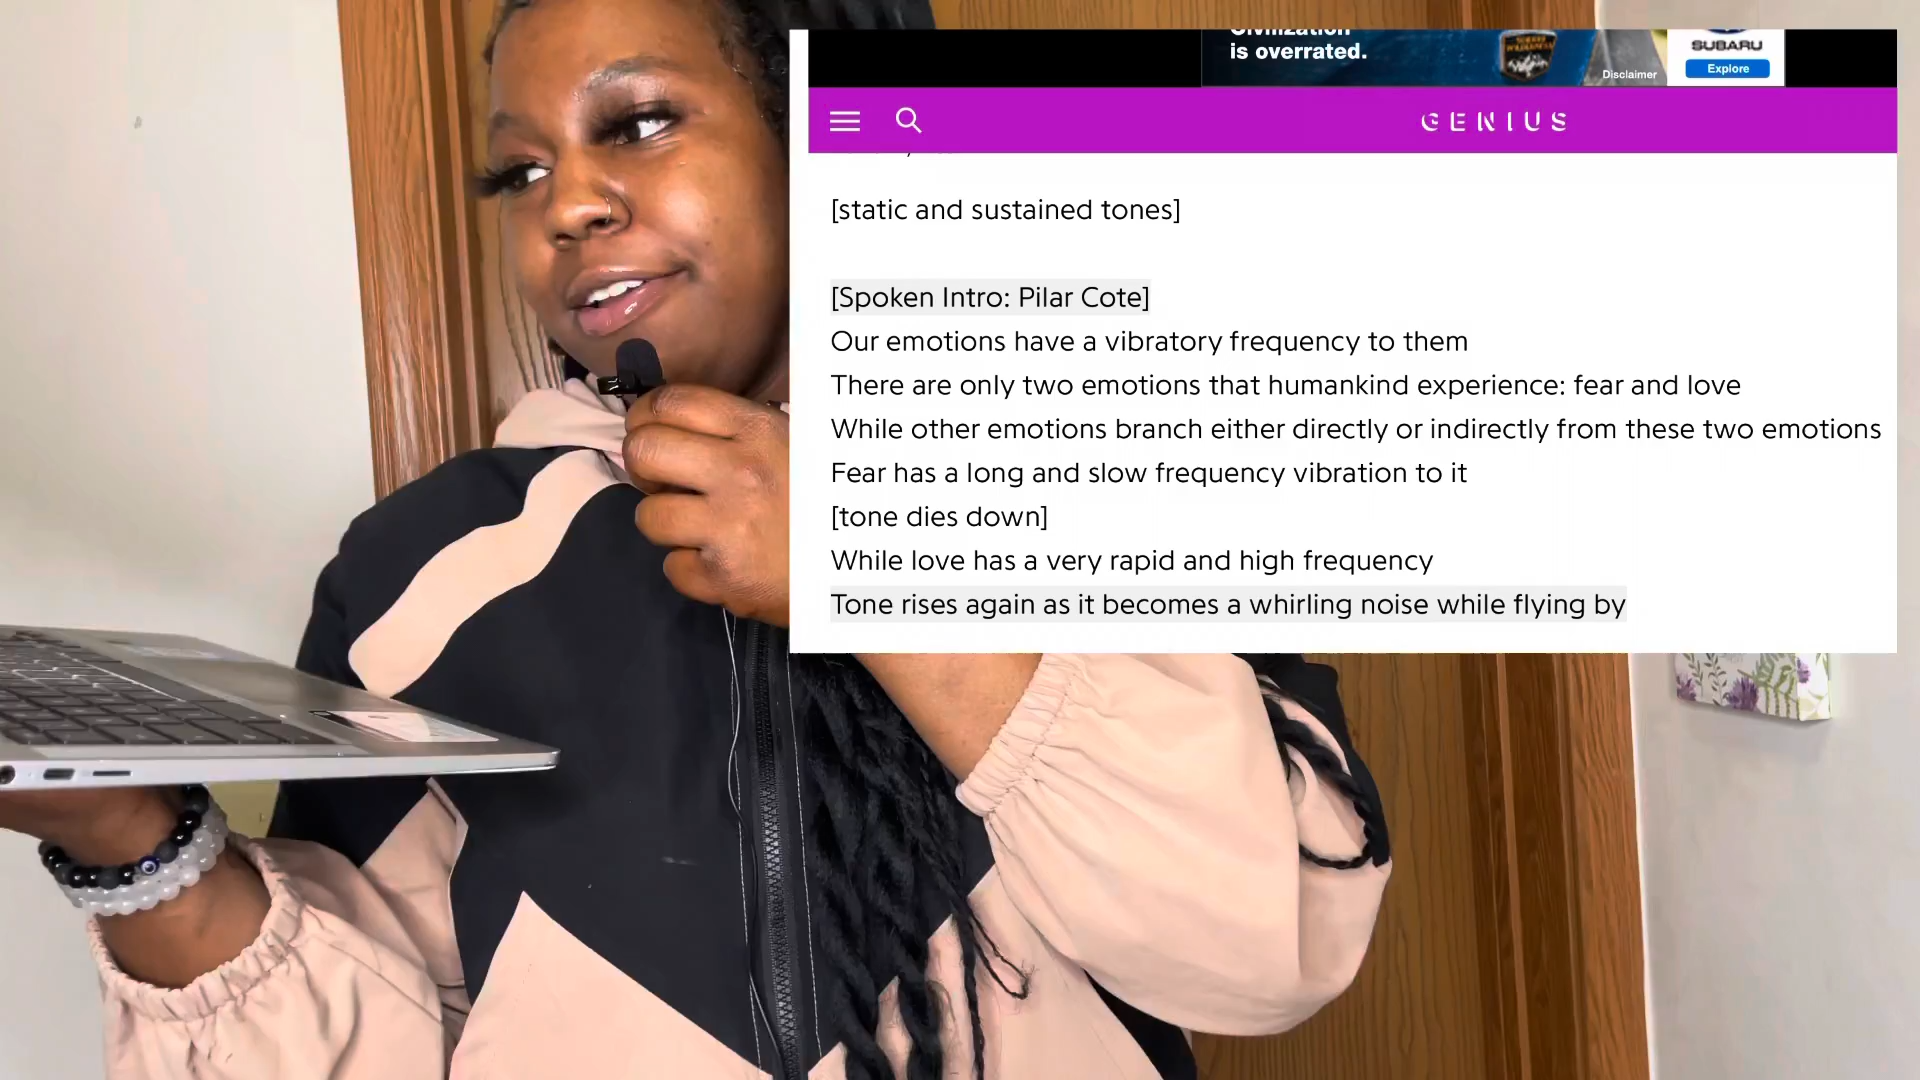 Civilization
is overrated.
SUBARU
Disclaimer
Explore
GENIUS
[static and sustained tones]
[Spoken Intro: Pilar Cote]
Our emotions have a vibratory frequency to them
There are only two emotions that humankind experience: fear and love
While other emotions branch either directly or indirectly from these two emotions
Fear has a long and slow frequency vibration to it
[tone dies down]
While love has a very rapid and high frequency
Tone rises again as it becomes a whirling noise while flying by